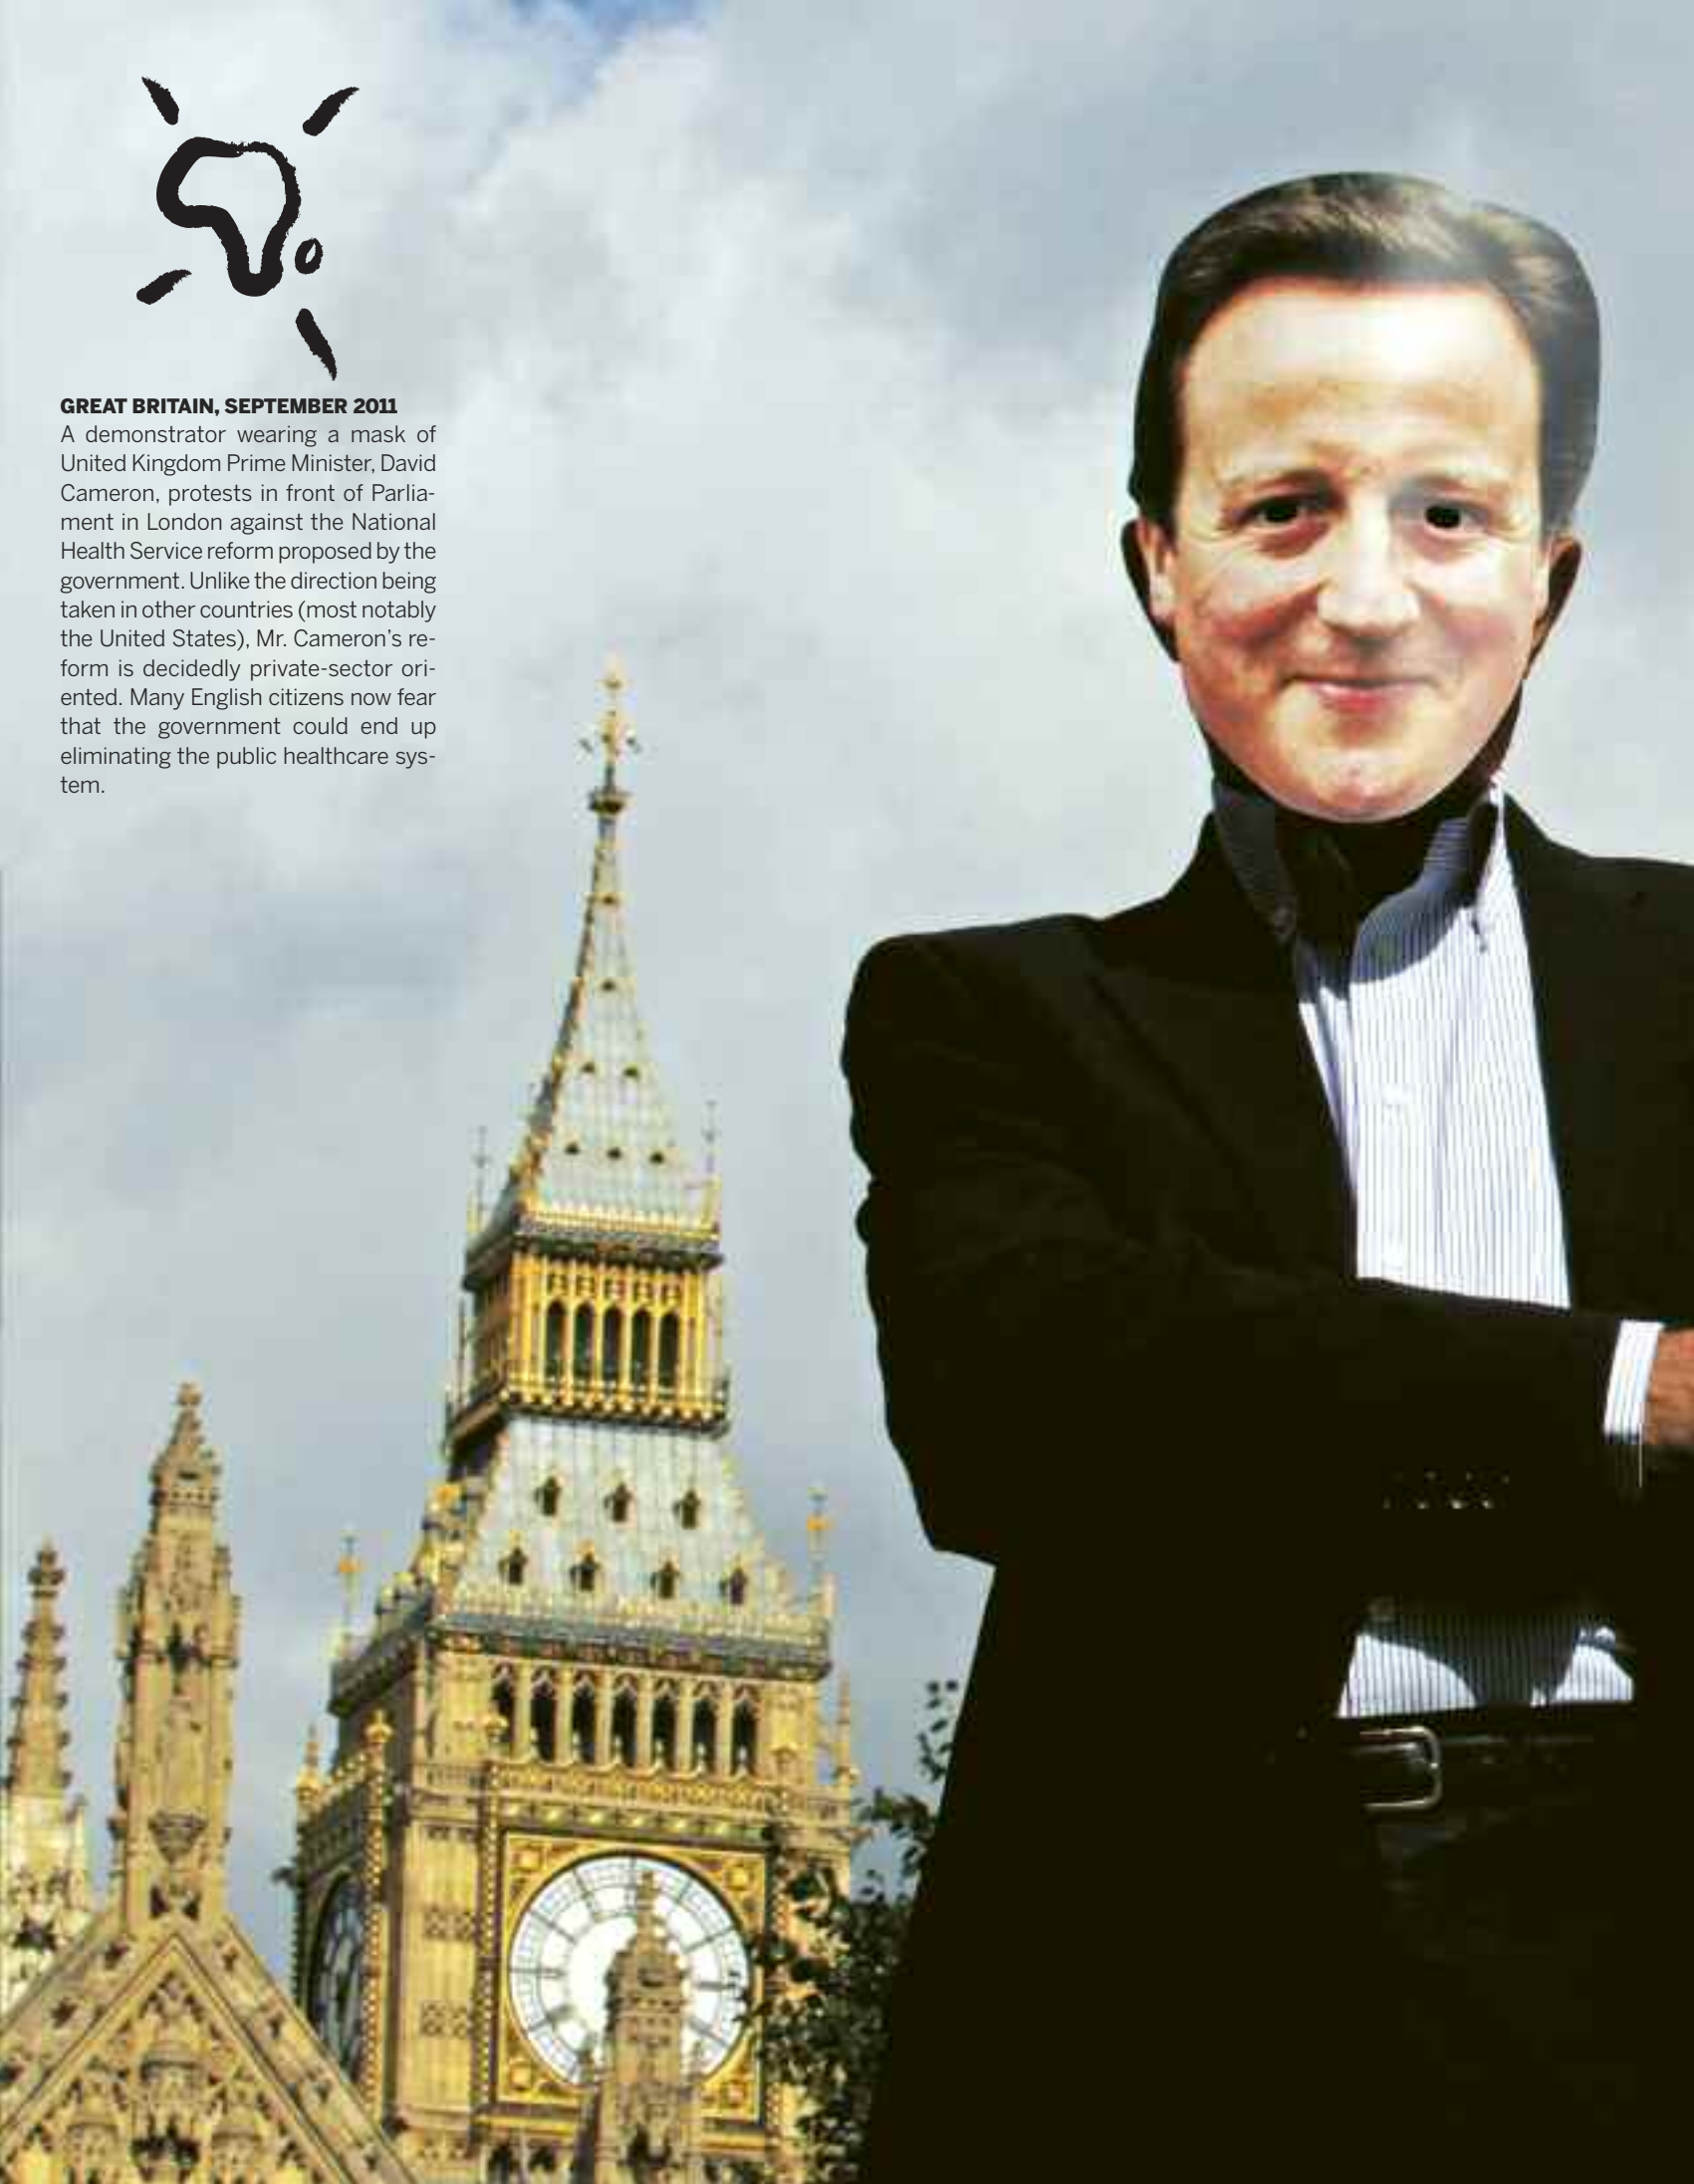 GREAT BRITAIN, SEPTEMBER 2011
A demonstrator wearing a mask of
United Kingdom Prime Minister, David
Cameron, protests in front of Parlia-
ment in London against the National
Health Service reform proposed by the
government. Unlike the direction being
taken in other countries (most notably
the United States), Mr. Cameron’s re-
form is decidedly private-sector ori-
ented. Many English citizens now fear
that the government could end up
eliminating the public healthcare sys-
tem.